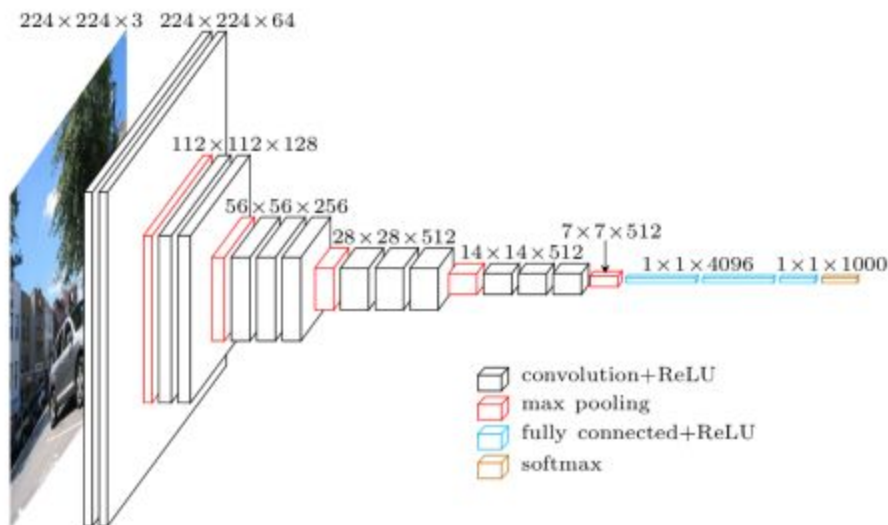 224×224×3
224×224×64
112×112×128
56×56×256
28×28×512
14×14×512
7×7×512
1×1×4096
1×1×1000
convolution+ReLU
max pooling
fully connected+ReLU
softmax